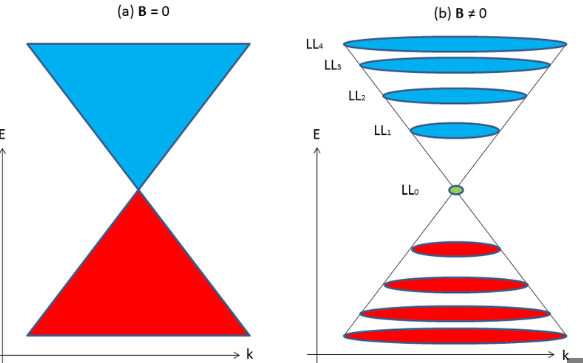 (a) B = 0
(b) B ≠ 0
E
k
E
LL₄
LL₃
LL₂
LL₁
LL₀
k